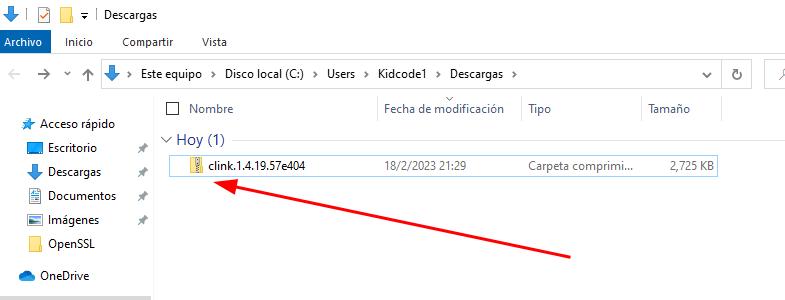 Descargas
Archivo Inicio Compartir Vista
Este equipo Disco local (C:) Users Kidcode1 Descargas
Nombre Fecha de modificación Tipo Tamaño
Acceso rápido
Hoy (1)
Escritorio
clink.1.4.19.57e404 18/2/2023 21:29 Carpeta comprimi... 2,725 KB
Descargas
Documentos
Imágenes
OpenSSL
OneDrive